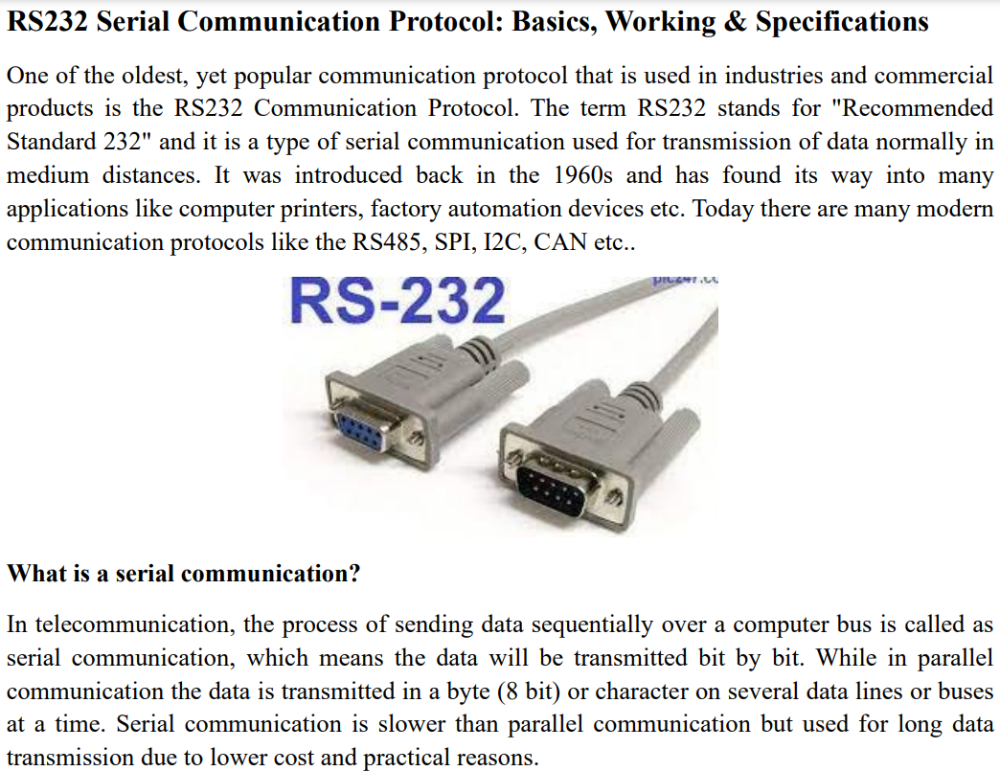 RS232 Serial Communication Protocol: Basics, Working & Specifications
One of the oldest, yet popular communication protocol that is used in industries and commercial
products is the RS232 Communication Protocol. The term RS232 stands for "Recommended
Standard 232" and it is a type of serial communication used for transmission of data normally in
medium distances. It was introduced back in the 1960s and has found its way into many
applications like computer printers, factory automation devices etc. Today there are many modern
communication protocols like the RS485, SPI, I2C, CAN etc..
RS-232
What is a serial communication?
In telecommunication, the process of sending data sequentially over a computer bus is called as
serial communication, which means the data will be transmitted bit by bit. While in parallel
communication the data is transmitted in a byte (8 bit) or character on several data lines or buses
at a time. Serial communication is slower than parallel communication but used for long data
transmission due to lower cost and practical reasons.